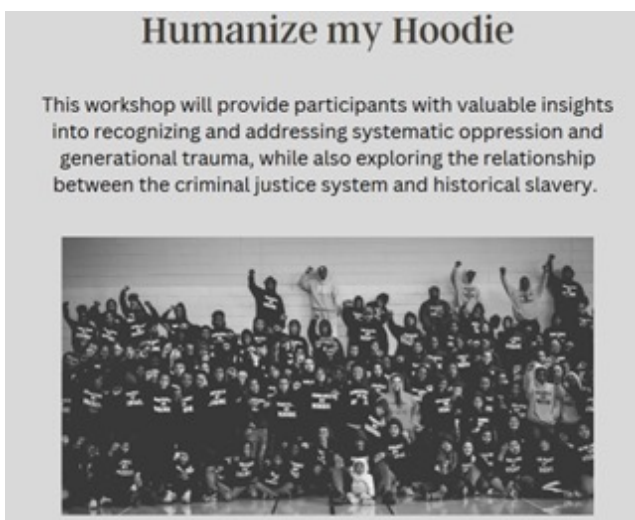 Humanize my Hoodie
This workshop will provide participants with valuable insights
into recognizing and addressing systematic oppression and
generational trauma, while also exploring the relationship
between the criminal justice system and historical slavery.